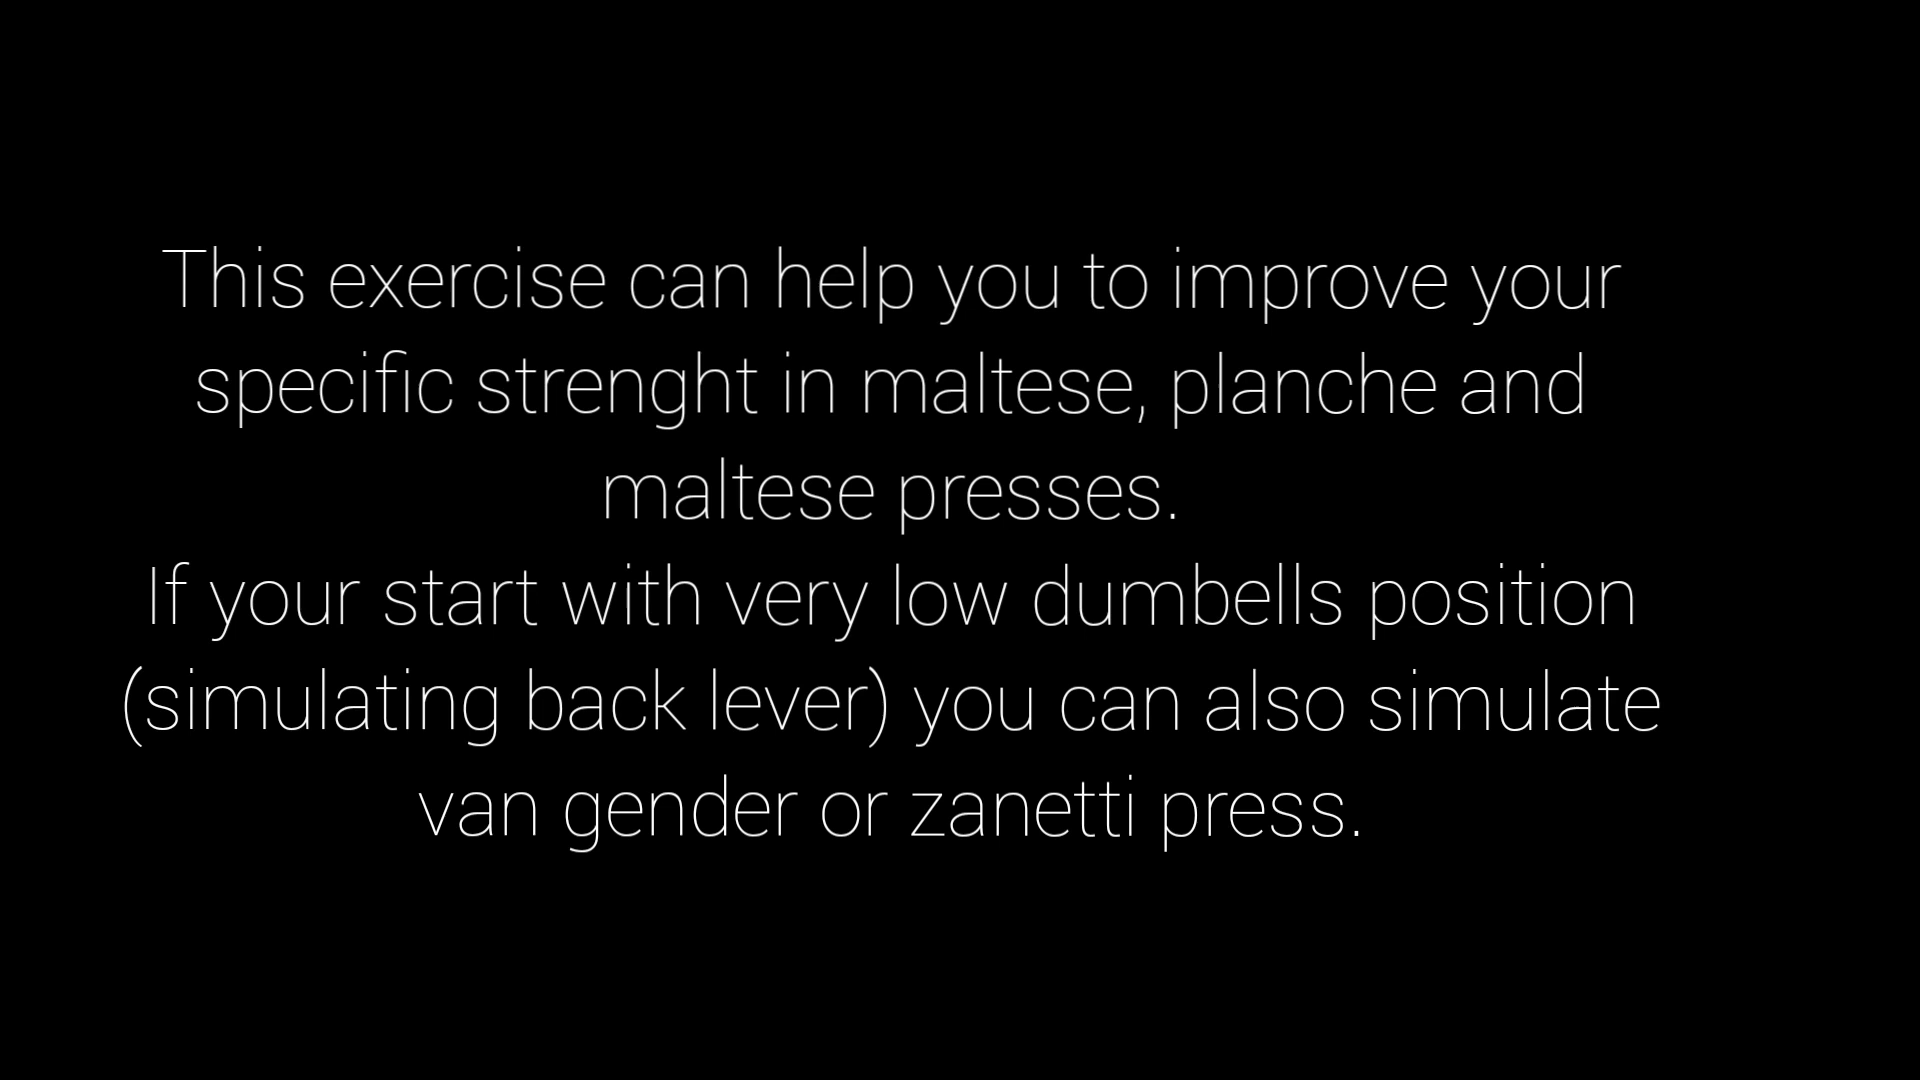 This exercise can help you to improve your
specific strenght in maltese, planche and
maltese presses.
If your start with very low dumbells position
(simulating back lever) you can also simulate
van gender or zanetti press.